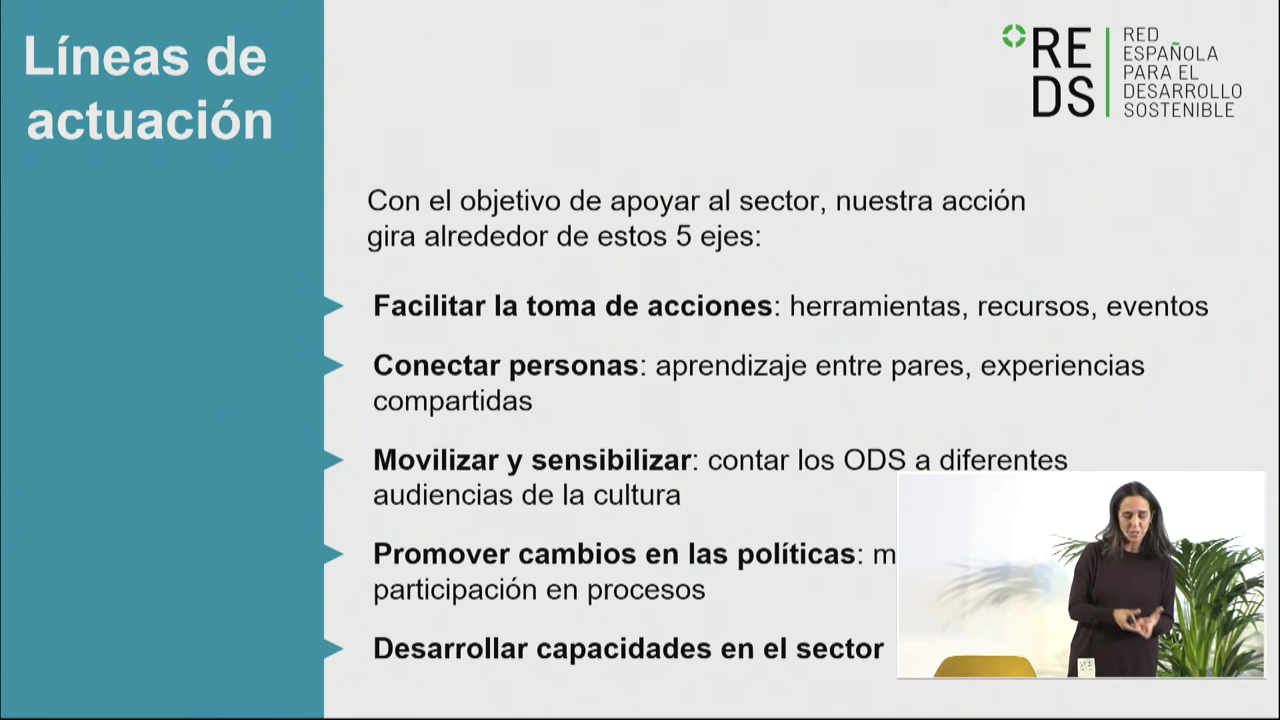 Líneas de
actuación
RE
DS
RED
ESPAÑOLA
PARA EL
DESARROLLO
SOSTENIBLE
Con el objetivo de apoyar al sector, nuestra acción
gira alrededor de estos 5 ejes:
Facilitar la toma de acciones: herramientas, recursos, eventos
Conectar personas: aprendizaje entre pares, experiencias
compartidas
Movilizar y sensibilizar: contar los ODS a diferentes
audiencias de la cultura
Promover cambios en las políticas:
participación en procesos
Desarrollar capacidades en el sector